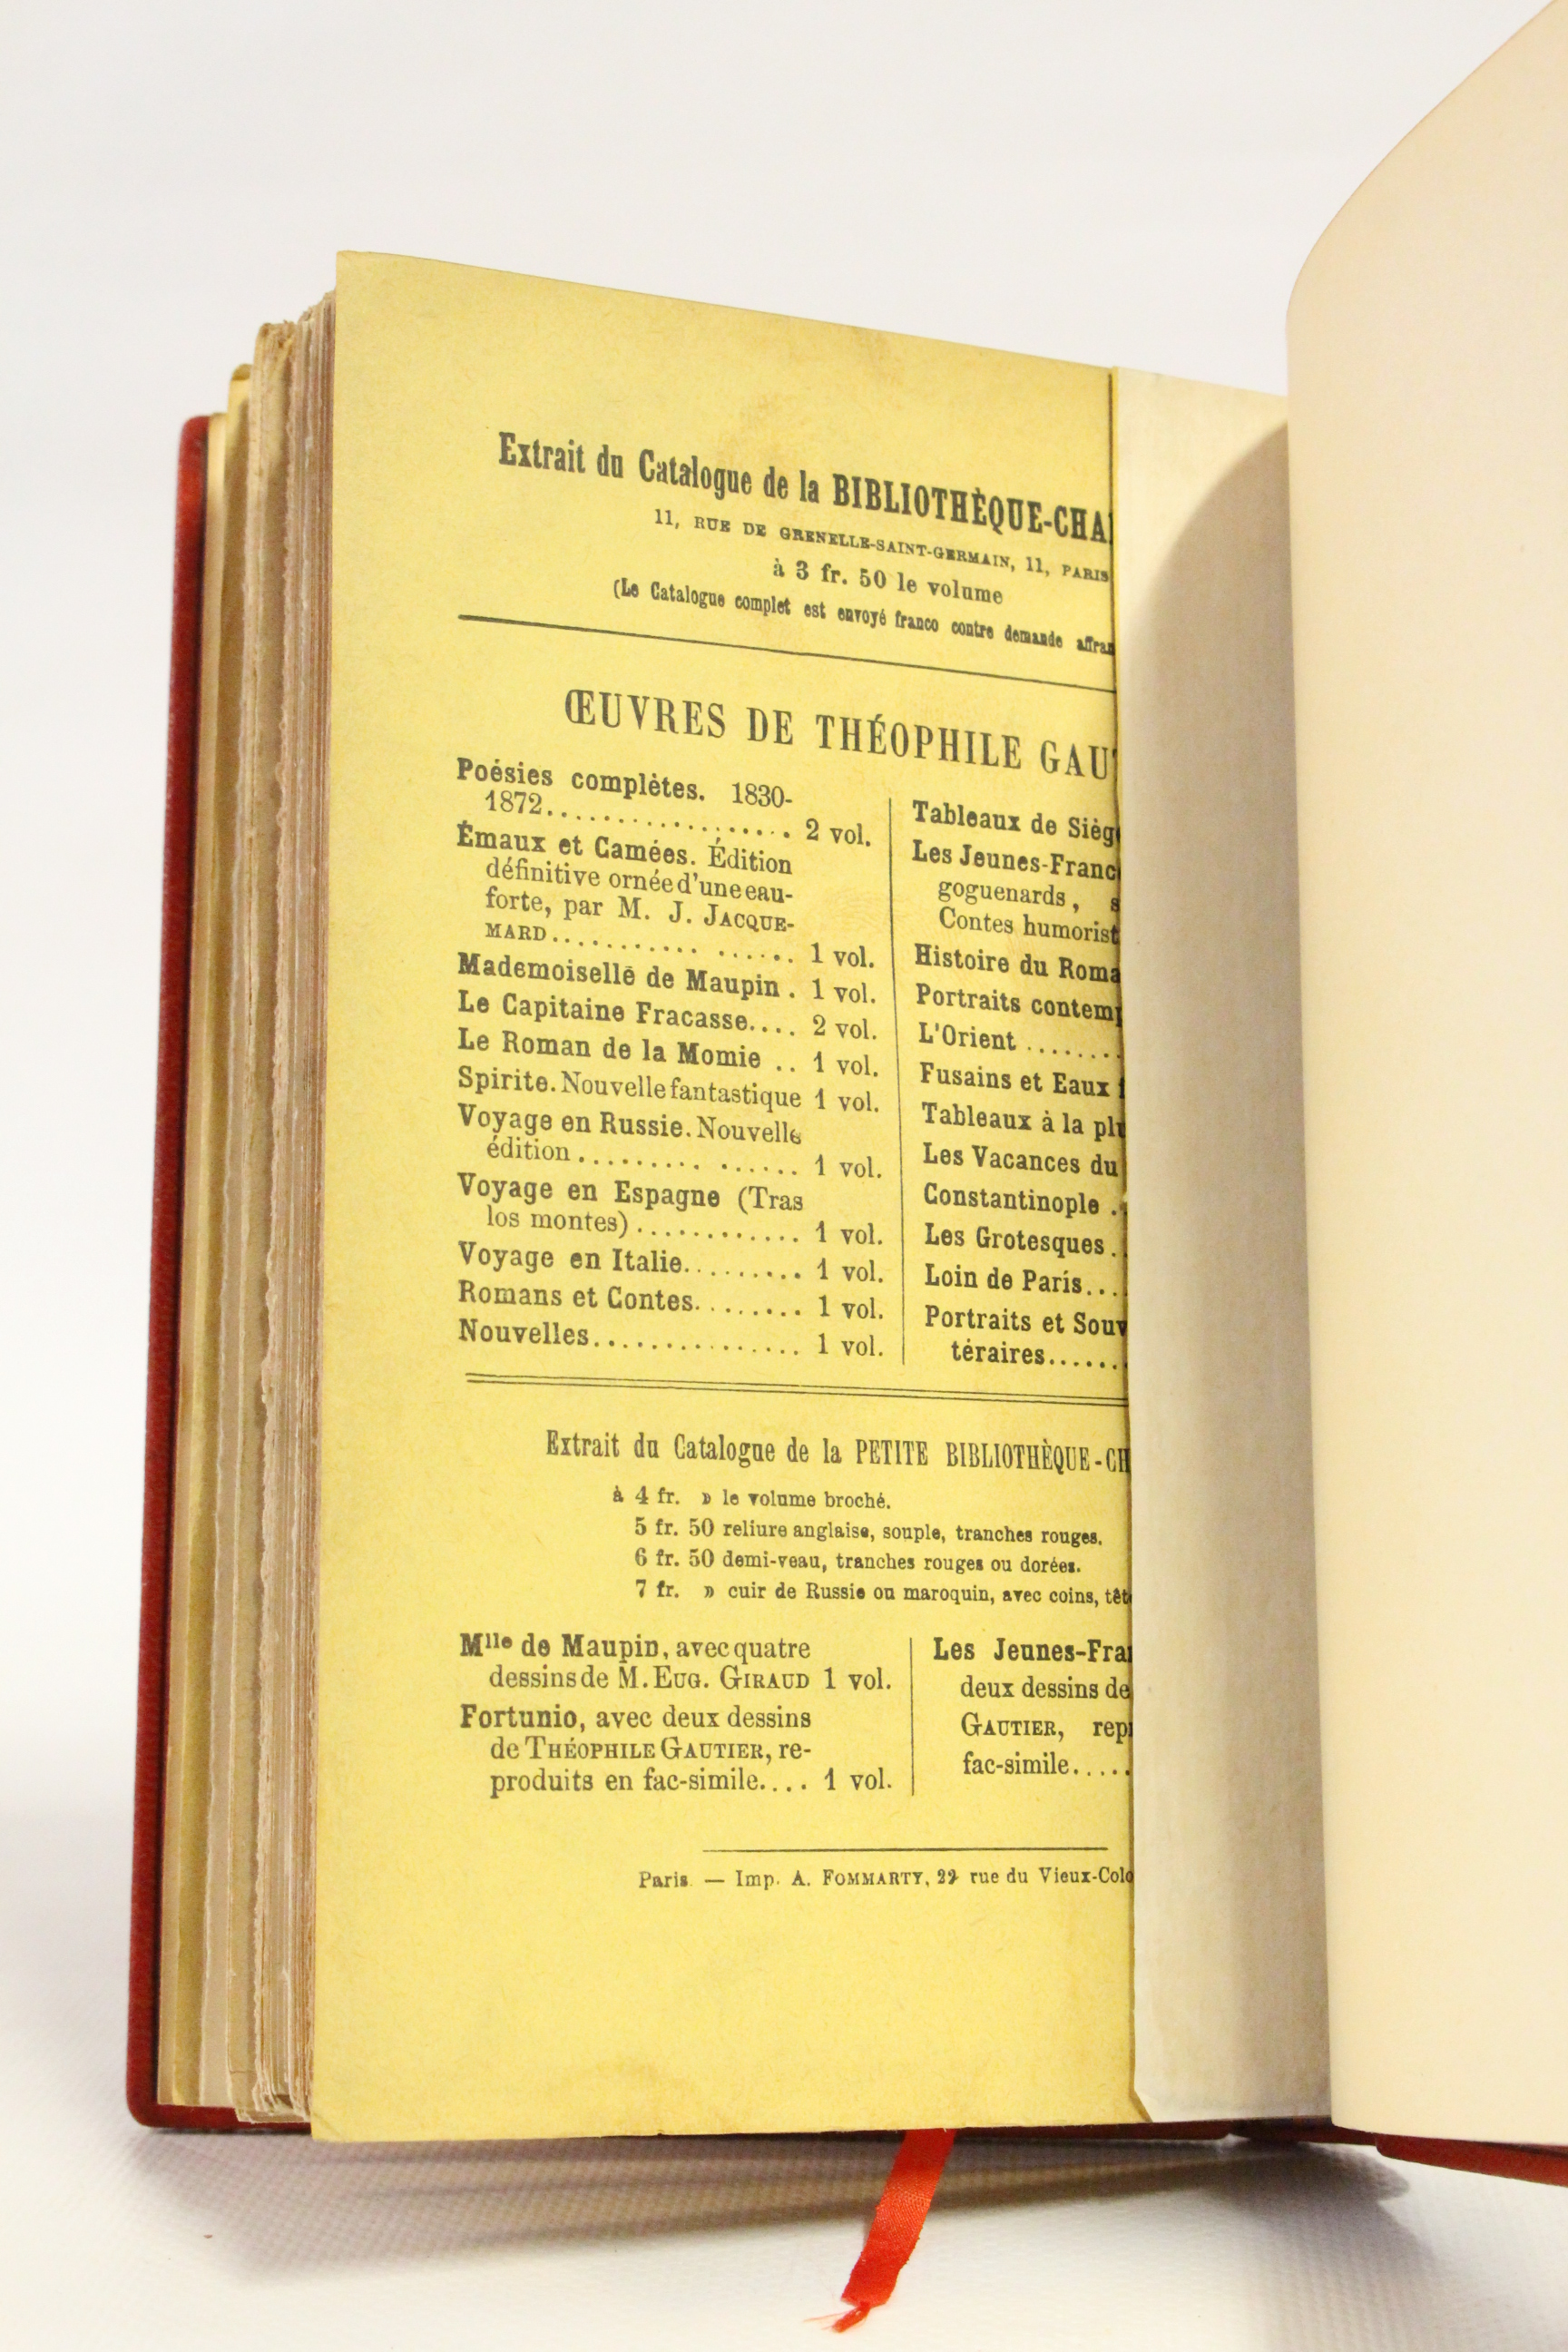 Extrait du Catalogue de la BIBLIOTHÈQUE-CHA
11, RUE DE GRENELLE-SAINT-GERMAIN, 11, PARIS
à 3 fr. 50 le volume
(Le Catalogue complet est envoyé franco contre demande affran
ŒUVRES DE THÉOPHILE GAU
Poésies complètes. 1830-
1872.................. 2 vol.
Émaux et Camées. Édition
définitive ornée d'une eau-
forte, par M. J. JACQUE-
MARD........... ...... 1 vol.
Mademoiselle de Maupin . 1 vol.
Le Capitaine Fracasse.... 2 vol.
Le Roman de la Momie .. 1 vol.
Spirite. Nouvelle fantastique 1 vol.
Voyage en Russie. Nouvelle
édition ......... ...... 1 vol.
Voyage en Espagne (Tras
los montes) ............ 1 vol.
Voyage en Italie......... 1 vol.
Romans et Contes........ 1 vol.
Nouvelles............... 1 vol.
Tableaux de Sièg
Les Jeunes-Franc
goguenards, s
Contes humorist
Histoire du Roma
Portraits contem
L'Orient .......
Fusains et Eaux
Tableaux à la plu
Les Vacances du
Constantinople .
Les Grotesques.
Loin de Paris...
Portraits et Souv
téraires......
Extrait du Catalogue de la PETITE BIBLIOTHÈQUE-CH
à 4 fr. » le volume broché.
5 fr. 50 reliure anglaise, souple, tranches rouges.
6 fr. 50 demi-veau, tranches rouges ou dorées.
7 fr. » cuir de Russie ou maroquin, avec coins, têt
Mlle de Maupin, avec quatre
dessins de M. EUG. GIRAUD 1 vol.
Fortunio, avec deux dessins
de THÉOPHILE GAUTIER, re-
produits en fac-simile.... 1 vol.
Les Jeunes-Fra
deux dessins de
GAUTIER, rep
fac-simile.....
Paris. — Imp. A. FOMMARTY, 22 rue du Vieux-Colo